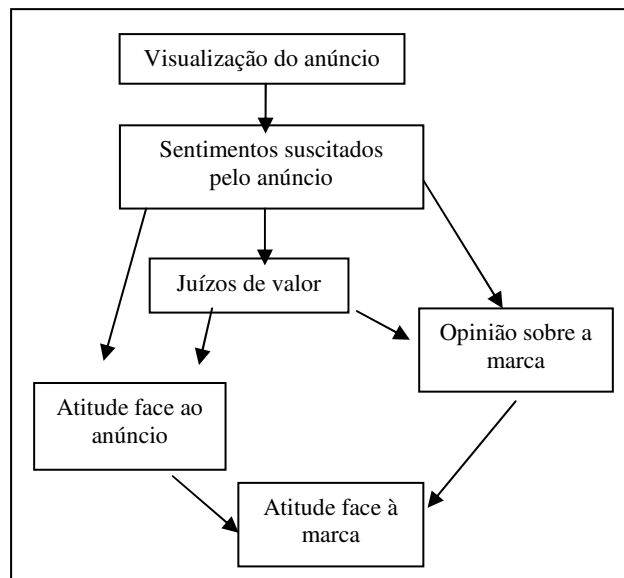 Visualização do anúncio
Sentimentos suscitados
pelo anúncio
Juízos de valor
Opinião sobre a
marca
Atitude face ao
anúncio
Atitude face à
marca